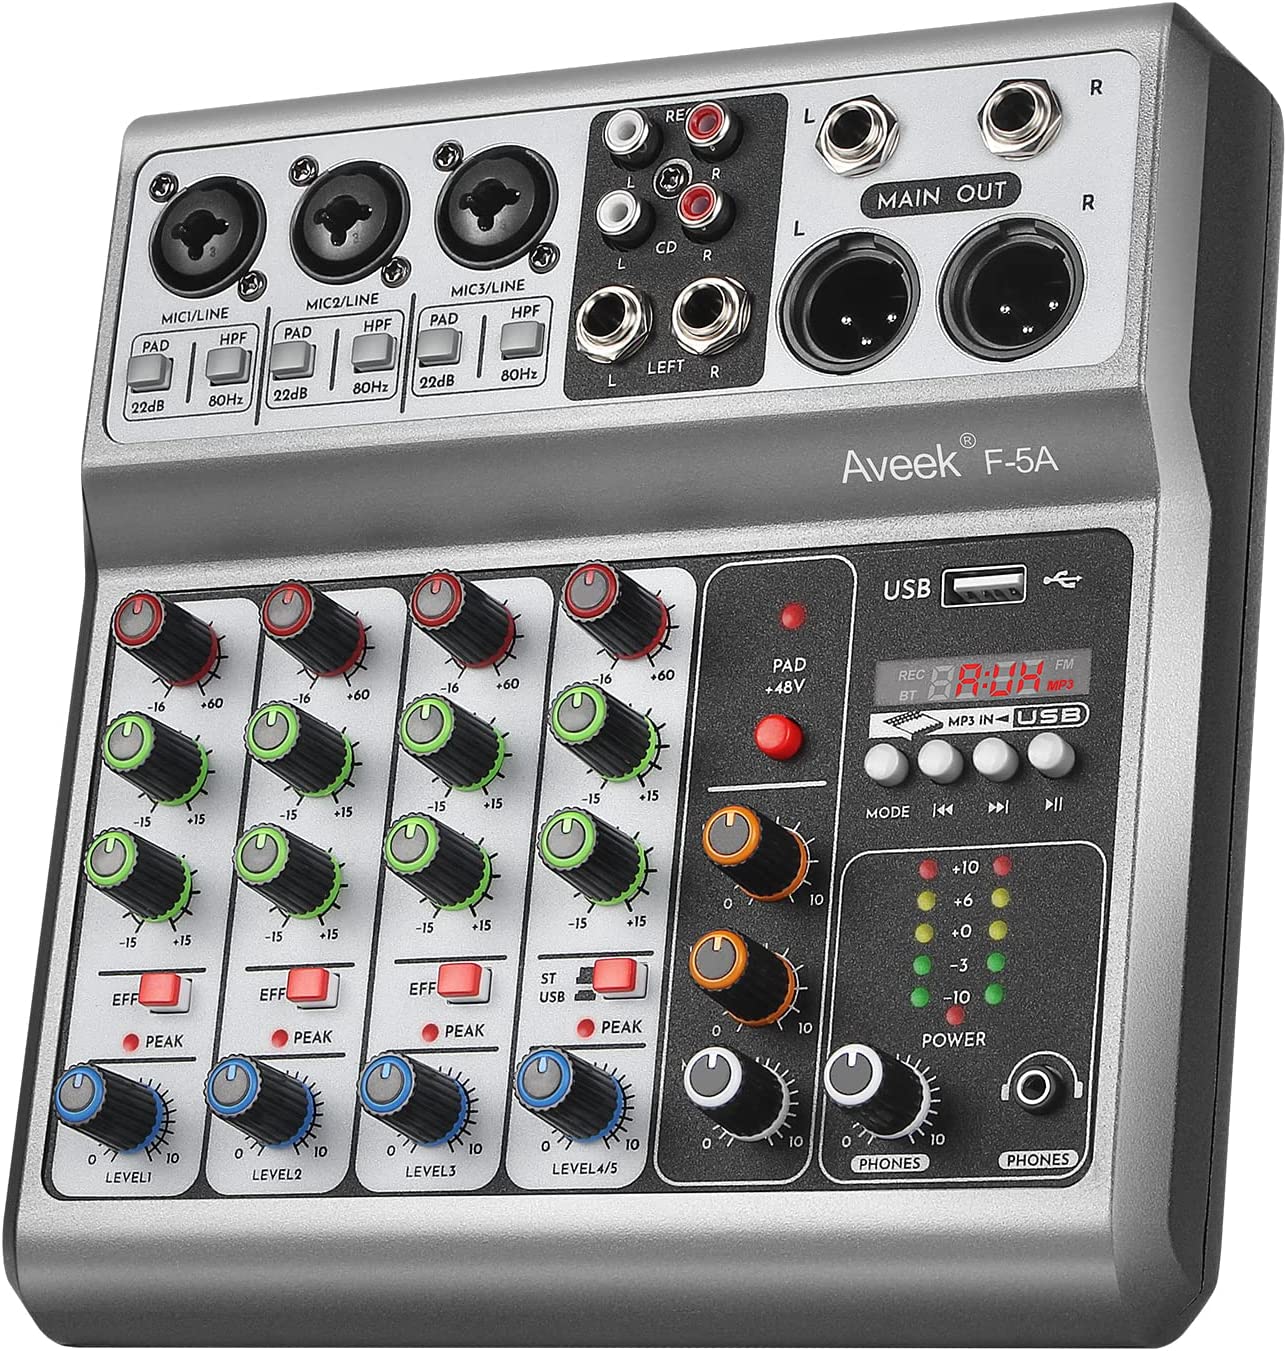 L
R
REC
L R
MAIN OUT
CD
L R
L
R
MIC1/LINE
MIC2/LINE
MIC3/LINE
PAD HPF
22dB 80Hz
PAD HPF
22dB 80Hz
PAD HPF
22dB 80Hz
LEFT
L R
Aveek® F-5A
USB
-16 +60
-16 +60
-16 +60
-16 +60
PAD
+48V
REC FM
BT A:UH MP3
MP3 IN USB
MODE
-15 +15
-15 +15
-15 +15
-15 +15
-15 +15
-15 +15
-15 +15
-15 +15
0 10
0 10
0 10
+10
+6
+0
-3
-10
POWER
EFF
EFF
EFF
ST
USB
PEAK
PEAK
PEAK
PEAK
0 10
LEVEL1
0 10
LEVEL2
0 10
LEVEL3
0 10
LEVEL4/5
0 10
PHONES
PHONES